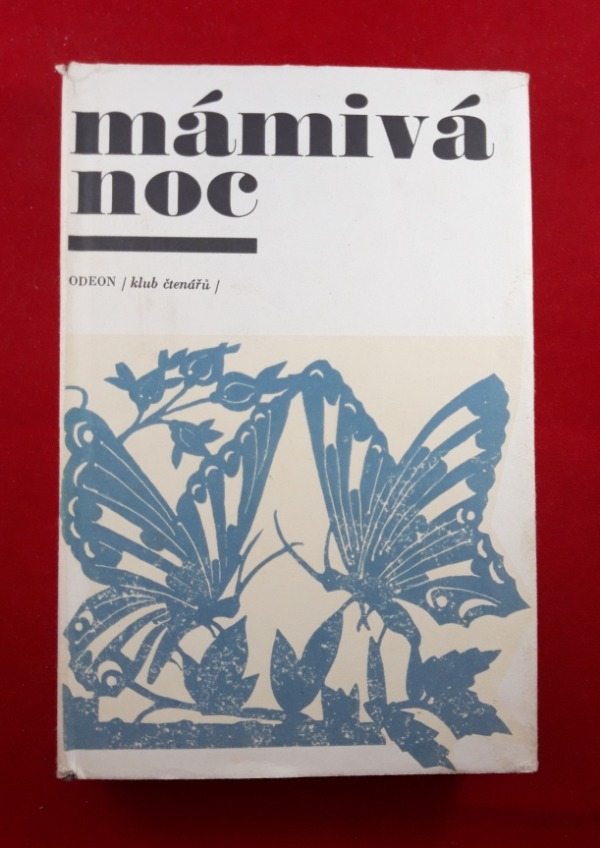 mámivá
noc
ODEON / klub čtenářů /